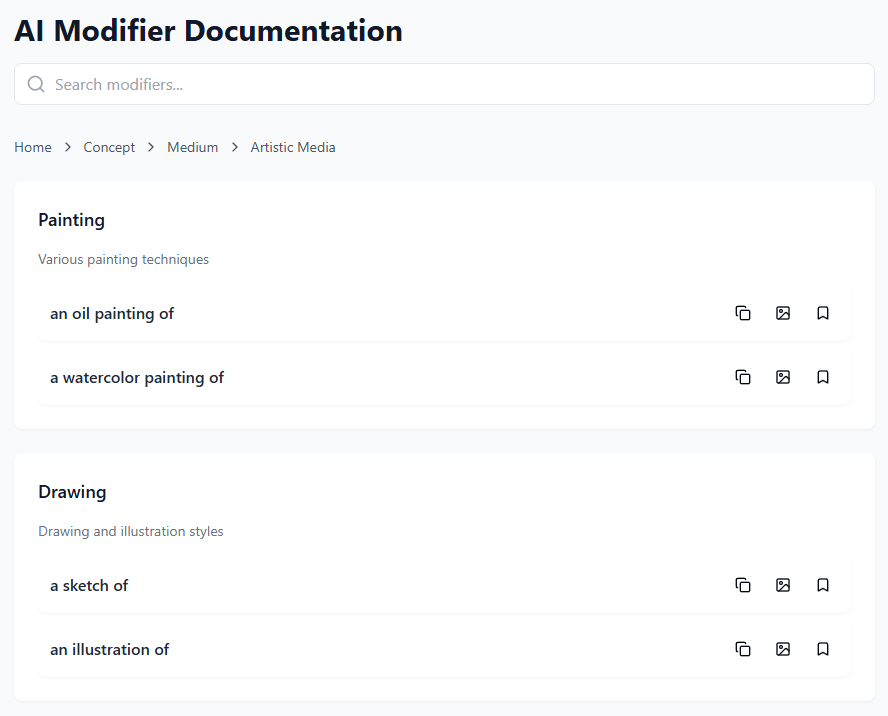 AI Modifier Documentation
Search modifiers...
Home > Concept > Medium > Artistic Media
Painting
Various painting techniques
an oil painting of
a watercolor painting of
Drawing
Drawing and illustration styles
a sketch of
an illustration of